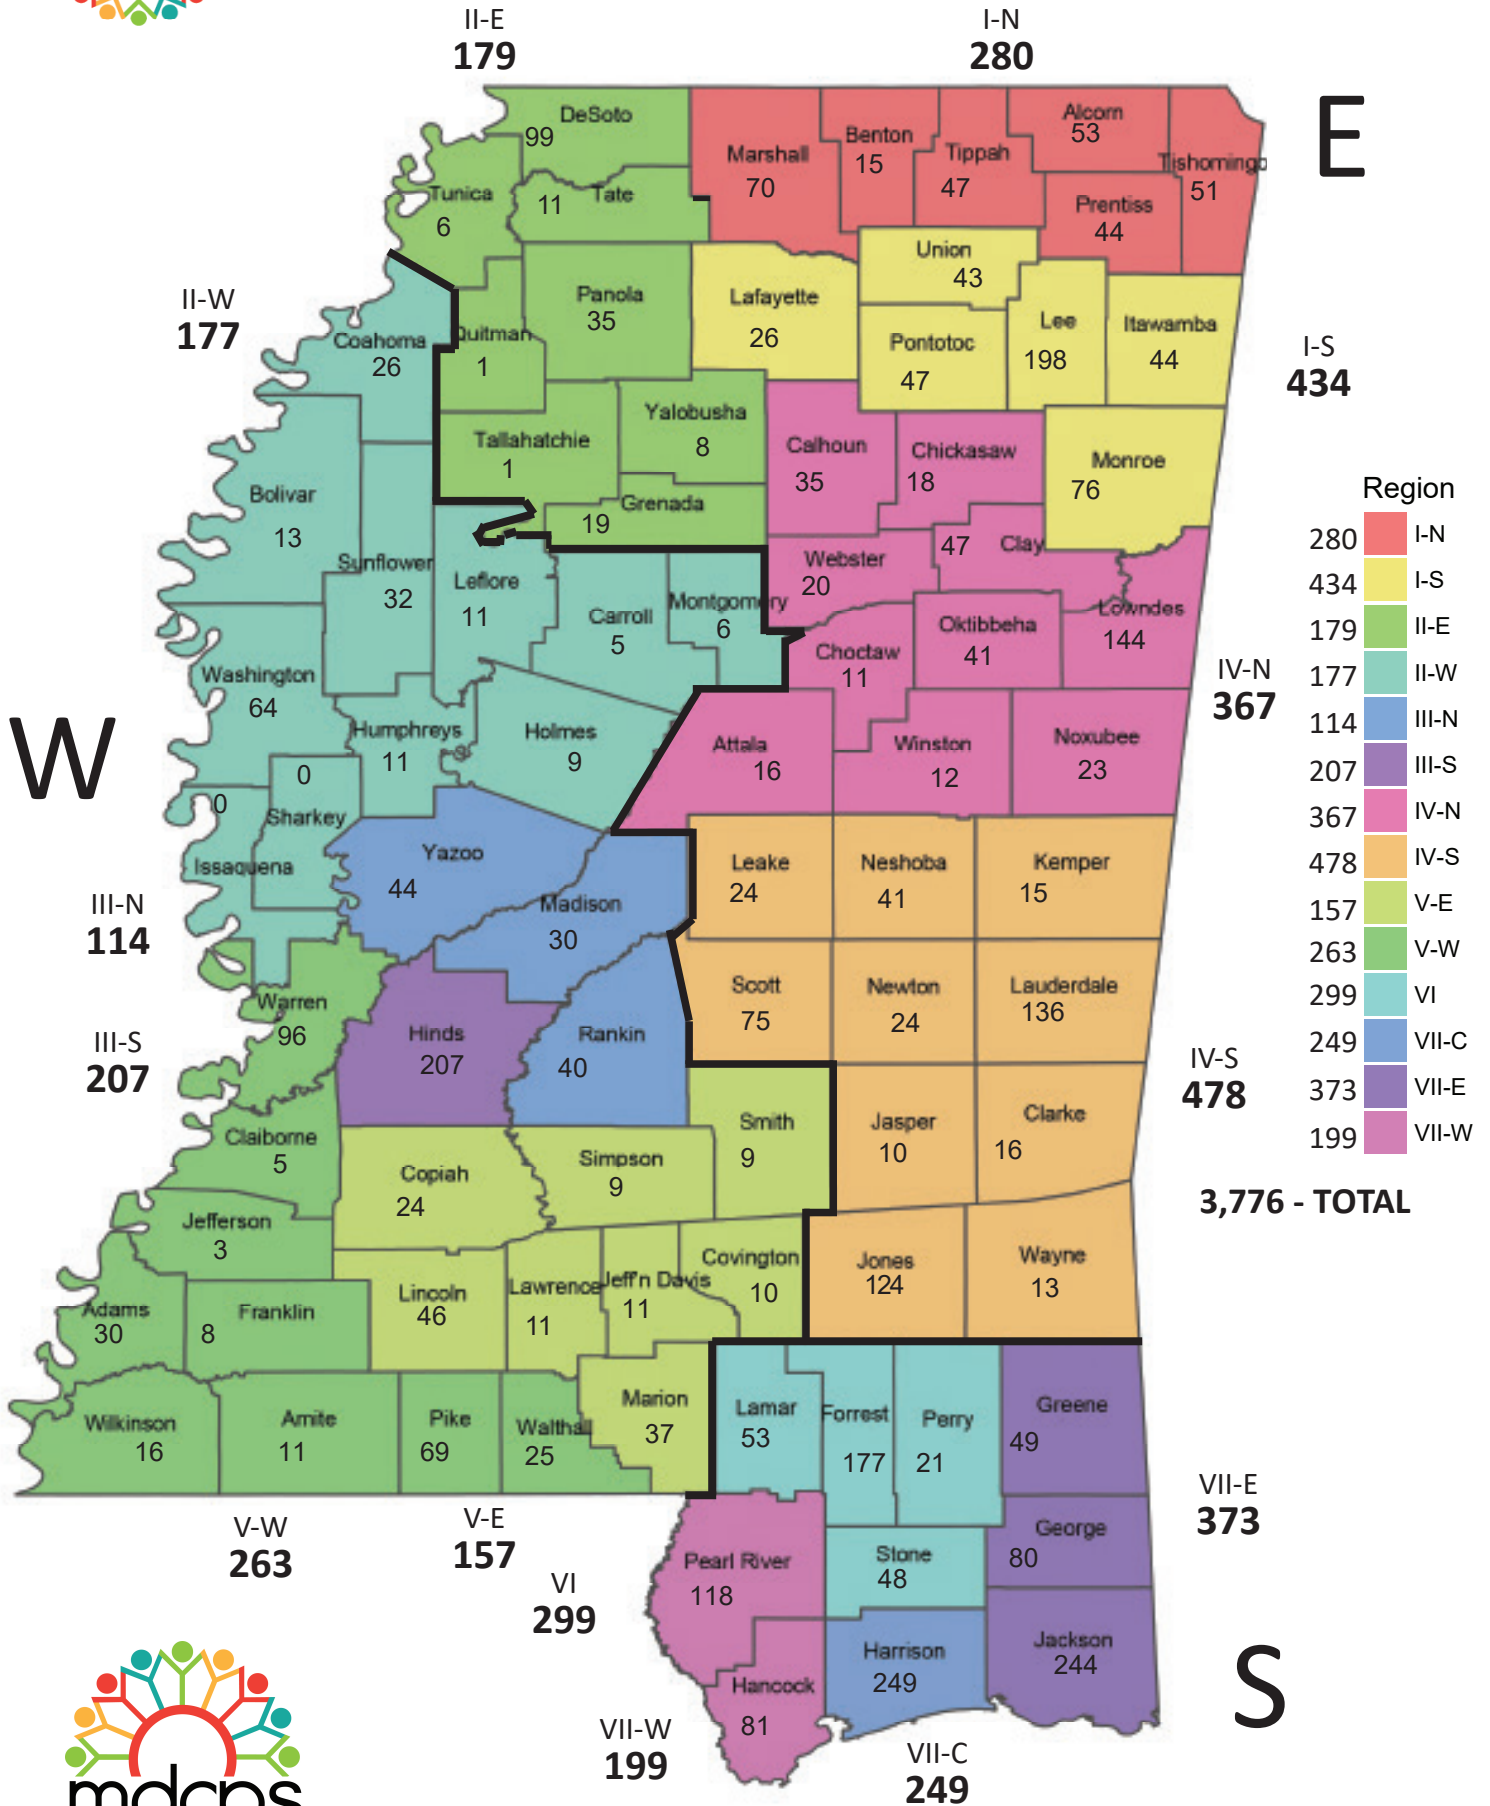 II-E
179
I-N
280
E
DeSoto
99
Tunica
6
Tate
11
Marshall
70
Benton
15
Tippah
47
Alcorn
53
Tishomingo
51
Prentiss
44
Union
43
II-W
177
Coahoma
26
Quitman
1
Panola
35
Lafayette
26
Pontotoc
47
Lee
198
Itawamba
44
I-S
434
Tallahatchie
1
Yalobusha
8
Grenada
19
Calhoun
35
Chickasaw
18
Monroe
76
Bolivar
13
Sunflower
32
Leflore
11
Carroll
5
Montgomery
6
Webster
20
Clay
47
Choctaw
11
Oktibbeha
41
Lowndes
144
IV-N
367
W
Washington
64
Humphreys
11
Holmes
9
Attala
16
Winston
12
Noxubee
23
0
Sharkey
0
Issaquena
III-N
114
Yazoo
44
Madison
30
Leake
24
Neshoba
41
Kemper
15
Warren
96
Hinds
207
Rankin
40
Scott
75
Newton
24
Lauderdale
136
III-S
207
IV-S
478
Claiborne
5
Copiah
24
Simpson
9
Smith
9
Jasper
10
Clarke
16
Jefferson
3
Adams
30
Franklin
8
Lincoln
46
Lawrence
11
Jeff'n Davis
11
Covington
10
Jones
124
Wayne
13
Wilkinson
16
Amite
11
Pike
69
Walthall
25
Marion
37
Lamar
53
Forrest
177
Perry
21
Greene
49
V-W
263
V-E
157
VI
299
VII-E
373
Pearl River
118
Stone
48
George
80
Hancock
81
Harrison
249
Jackson
244
VII-W
199
VII-C
249
S
Region
280 I-N
434 I-S
179 II-E
177 II-W
114 III-N
207 III-S
367 IV-N
478 IV-S
157 V-E
263 V-W
299 VI
249 VII-C
373 VII-E
199 VII-W
3,776 - TOTAL
mdcps